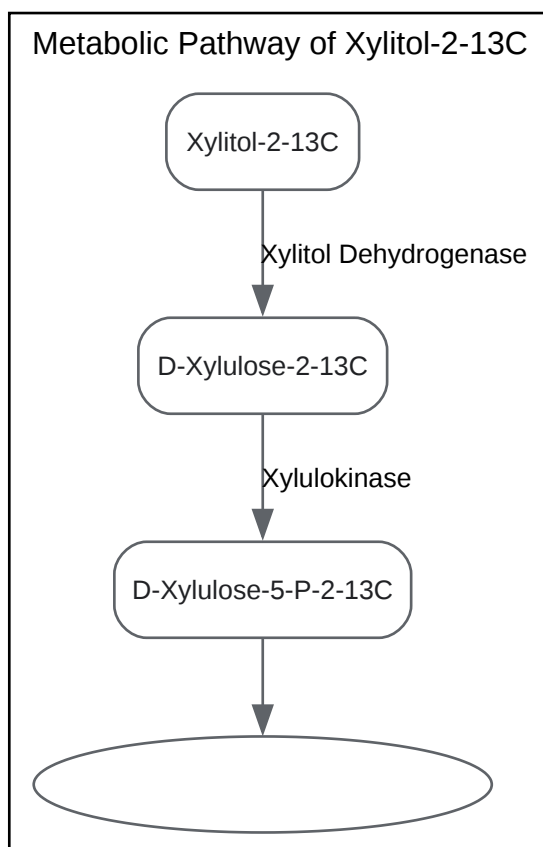 Metabolic Pathway of Xylitol-2-13C
Xylitol-2-13C
Xylitol Dehydrogenase
D-Xylulose-2-13C
Xylulokinase
D-Xylulose-5-P-2-13C